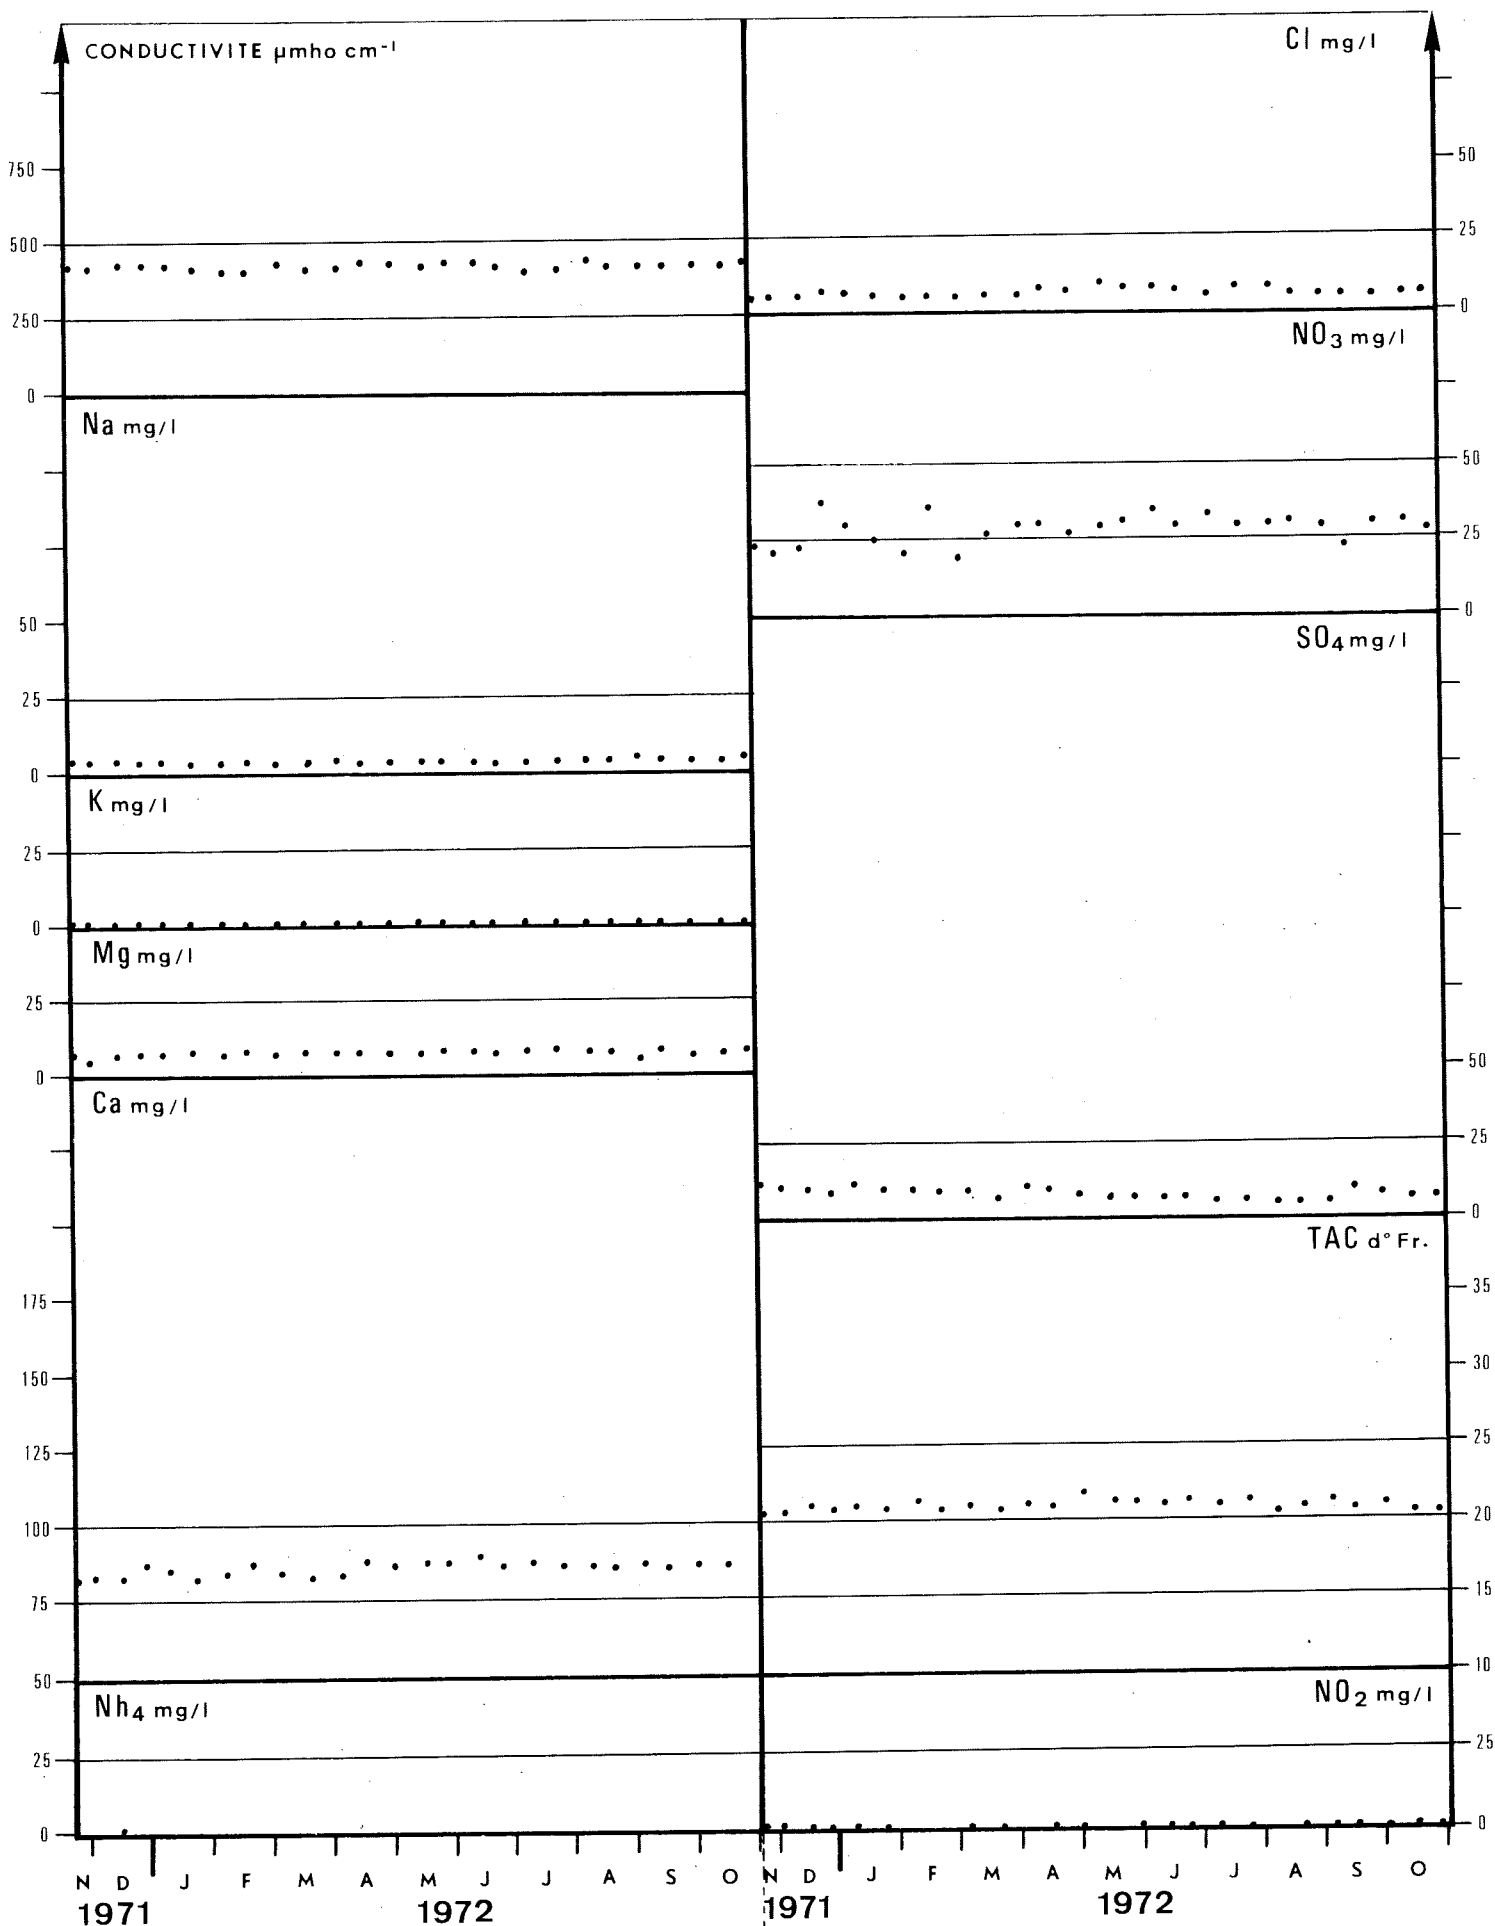 CONDUCTIVITE µmho cm⁻¹
750
500
250
0
Na mg/l
50
25
0
K mg/l
25
0
Mg mg/l
25
0
Ca mg/l
175
150
125
100
75
50
Nh₄ mg/l
25
0
N D J F M A M J J A S O
1971 1972
Cl mg/l
50
25
0
NO₃ mg/l
50
25
0
SO₄ mg/l
50
25
0
TAC d° Fr.
35
30
25
20
15
10
NO₂ mg/l
25
0
N D J F M A M J J A S O
1971 1972